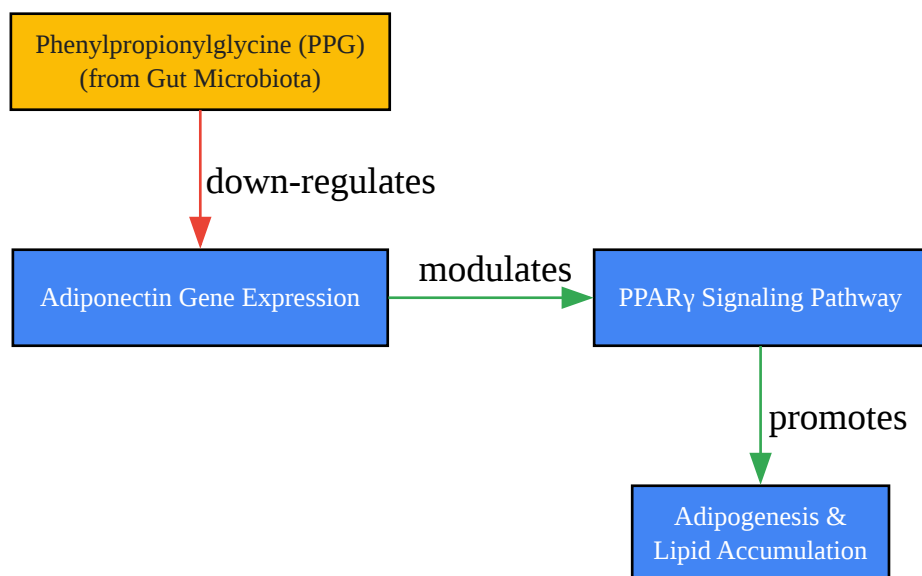 Phenylpropionylglycine (PPG)
(from Gut Microbiota)
down-regulates
Adiponectin Gene Expression
modulates
PPARγ Signaling Pathway
promotes
Adipogenesis &
Lipid Accumulation